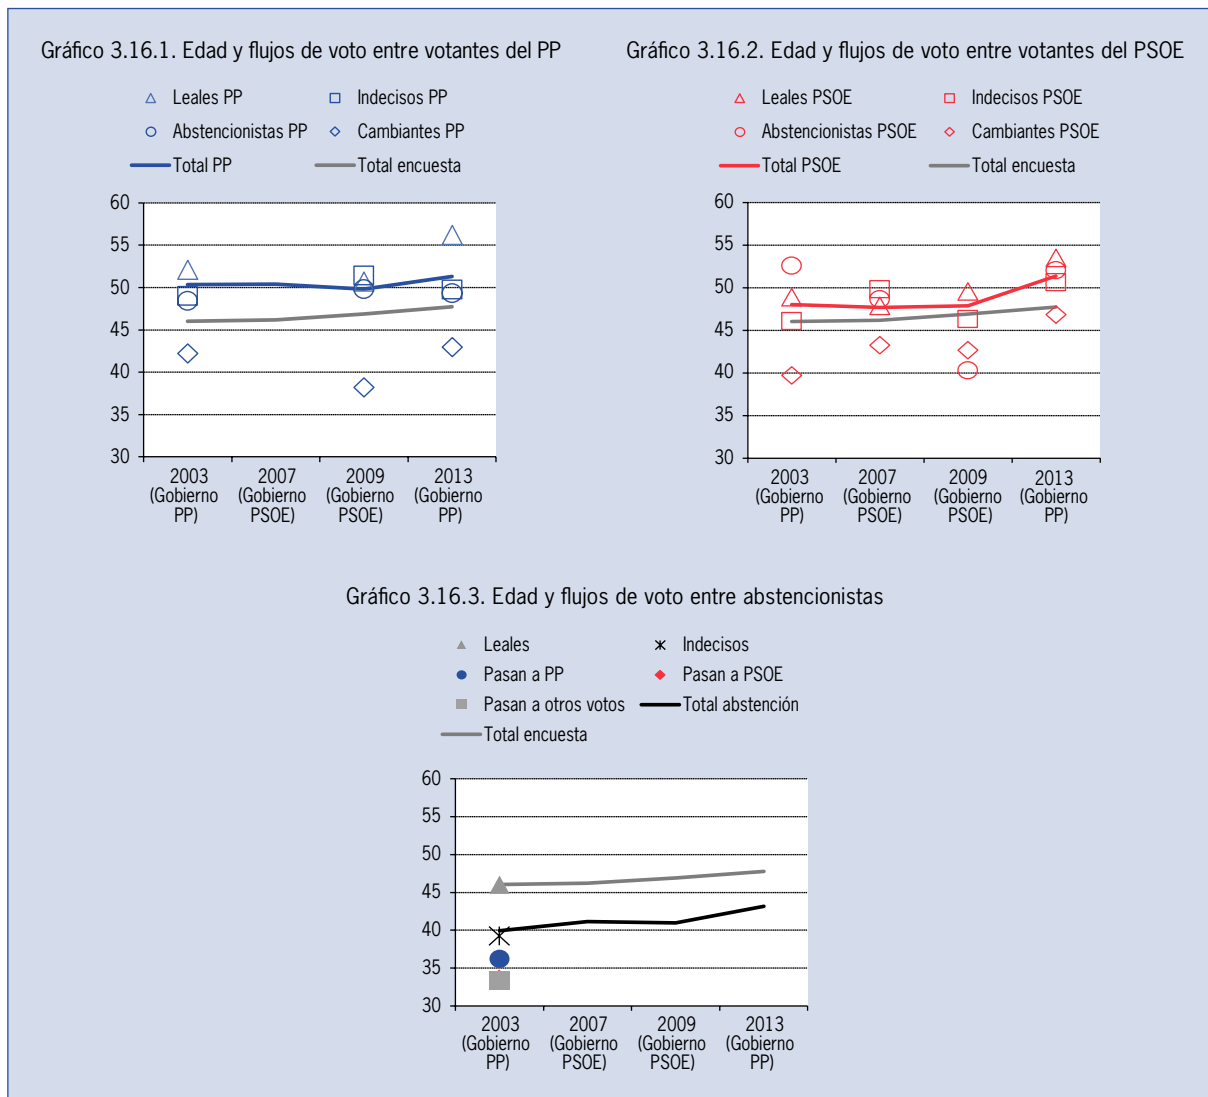 Gráfico 3.16.1. Edad y flujos de voto entre votantes del PP
Leales PP
Indecisos PP
Abstencionistas PP
Cambiantes PP
Total PP
Total encuesta
60
55
50
45
40
35
30
2003
(Gobierno
PP)
2007
(Gobierno
PSOE)
2009
(Gobierno
PSOE)
2013
(Gobierno
PP)
Gráfico 3.16.2. Edad y flujos de voto entre votantes del PSOE
Leales PSOE
Indecisos PSOE
Abstencionistas PSOE
Cambiantes PSOE
Total PSOE
Total encuesta
60
55
50
45
40
35
30
2003
(Gobierno
PP)
2007
(Gobierno
PSOE)
2009
(Gobierno
PSOE)
2013
(Gobierno
PP)
Gráfico 3.16.3. Edad y flujos de voto entre abstencionistas
Leales
Indecisos
Pasan a PP
Pasan a PSOE
Pasan a otros votos
Total abstención
Total encuesta
60
55
50
45
40
35
30
2003
(Gobierno
PP)
2007
(Gobierno
PSOE)
2009
(Gobierno
PSOE)
2013
(Gobierno
PP)